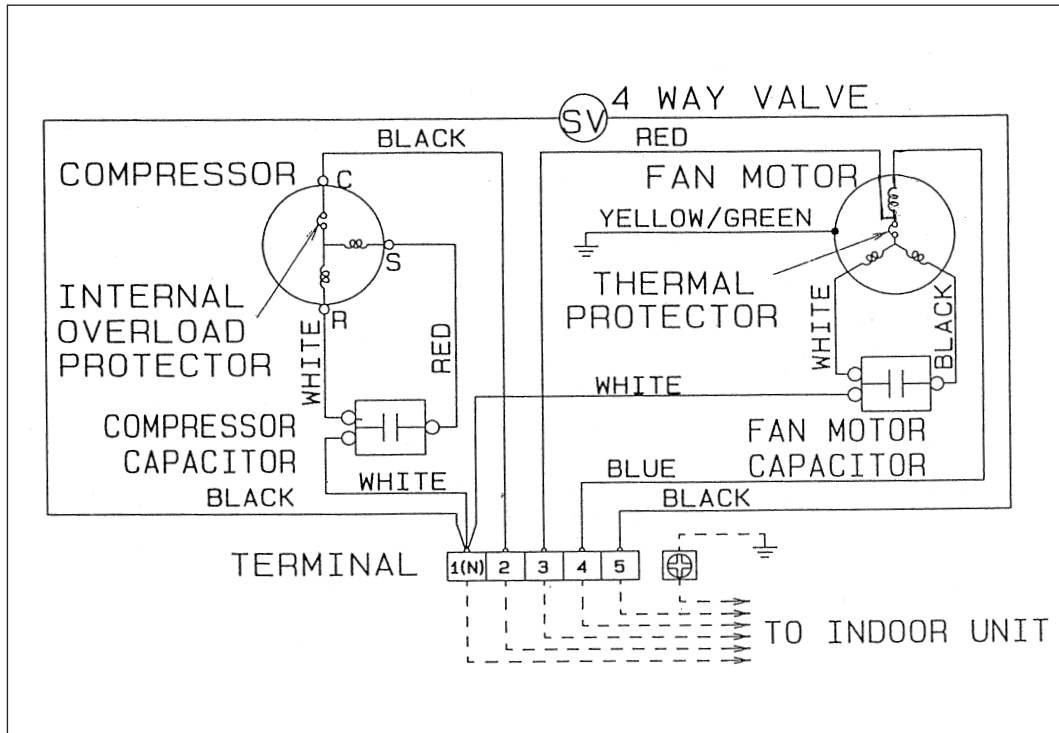 4 WAY VALVE
SV
BLACK
RED
COMPRESSOR
C
FAN MOTOR
YELLOW/GREEN
S
INTERNAL
OVERLOAD
PROTECTOR
THERMAL
PROTECTOR
R
WHITE
RED
WHITE
BLACK
WHITE
COMPRESSOR
CAPACITOR
FAN MOTOR
CAPACITOR
WHITE
BLUE
BLACK
BLACK
TERMINAL
1(N) 2 3 4 5
TO INDOOR UNIT